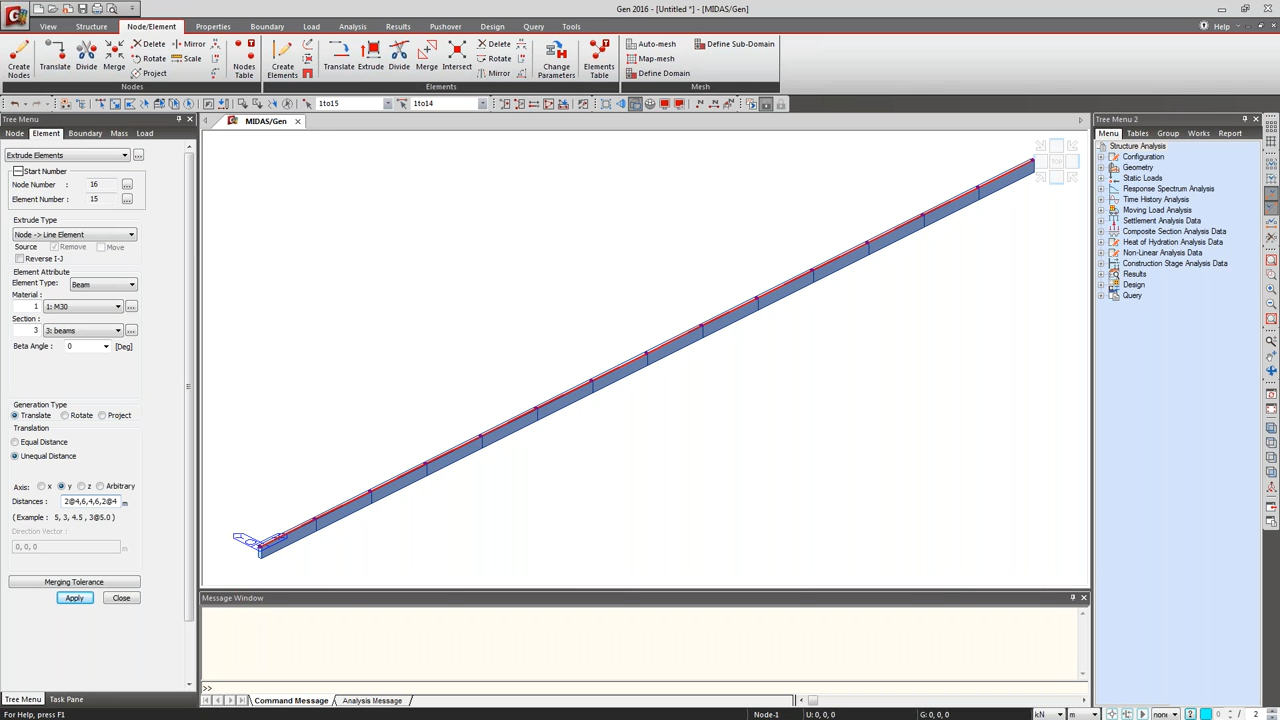 Gen 2016 - [Untitled *] - [MIDAS/Gen]
View Structure Node/Element Properties Boundary Load Analysis Results Pushover Design Query Tools Help
Create Nodes Translate Divide Merge Delete Rotate Project Mirror Scale Nodes Table Create Elements Translate Extrude Divide Merge Intersect Delete Rotate Mirror Change Parameters Elements Table Auto-mesh Map-mesh Define Domain Define Sub-Domain
Nodes Elements Mesh
1to15 1to14
Tree Menu MIDAS/Gen Tree Menu 2
Node Element Boundary Mass Load
Extrude Elements
Start Number
Node Number : 16
Element Number : 15
Extrude Type
Node -> Line Element
Source Remove Move
Reverse I-J
Element Attribute
Element Type: Beam
Material :
1 1: M30
Section :
3 3: beams
Beta Angle : 0 [Deg]
Generation Type
Translate Rotate Project
Translation
Equal Distance
Unequal Distance
Axis: x y z Arbitrary
Distances : 2@4,6,4,6,2@4 m
( Example : 5, 3, 4.5 , 3@5.0 )
Direction Vector :
0, 0, 0 m
Merging Tolerance
Apply Close
Tree Menu Task Pane
TOP
Message Window
>>
Command Message Analysis Message
Menu Tables Group Works Report
Structure Analysis
Configuration
Geometry
Static Loads
Response Spectrum Analysis
Time History Analysis
Moving Load Analysis
Settlement Analysis Data
Composite Section Analysis Data
Heat of Hydration Analysis Data
Non-Linear Analysis Data
Construction Stage Analysis Data
Results
Design
Query
For Help, press F1 Node-1 U: 0, 0, 0 G: 0, 0, 0 kN m none ? 0 / 2